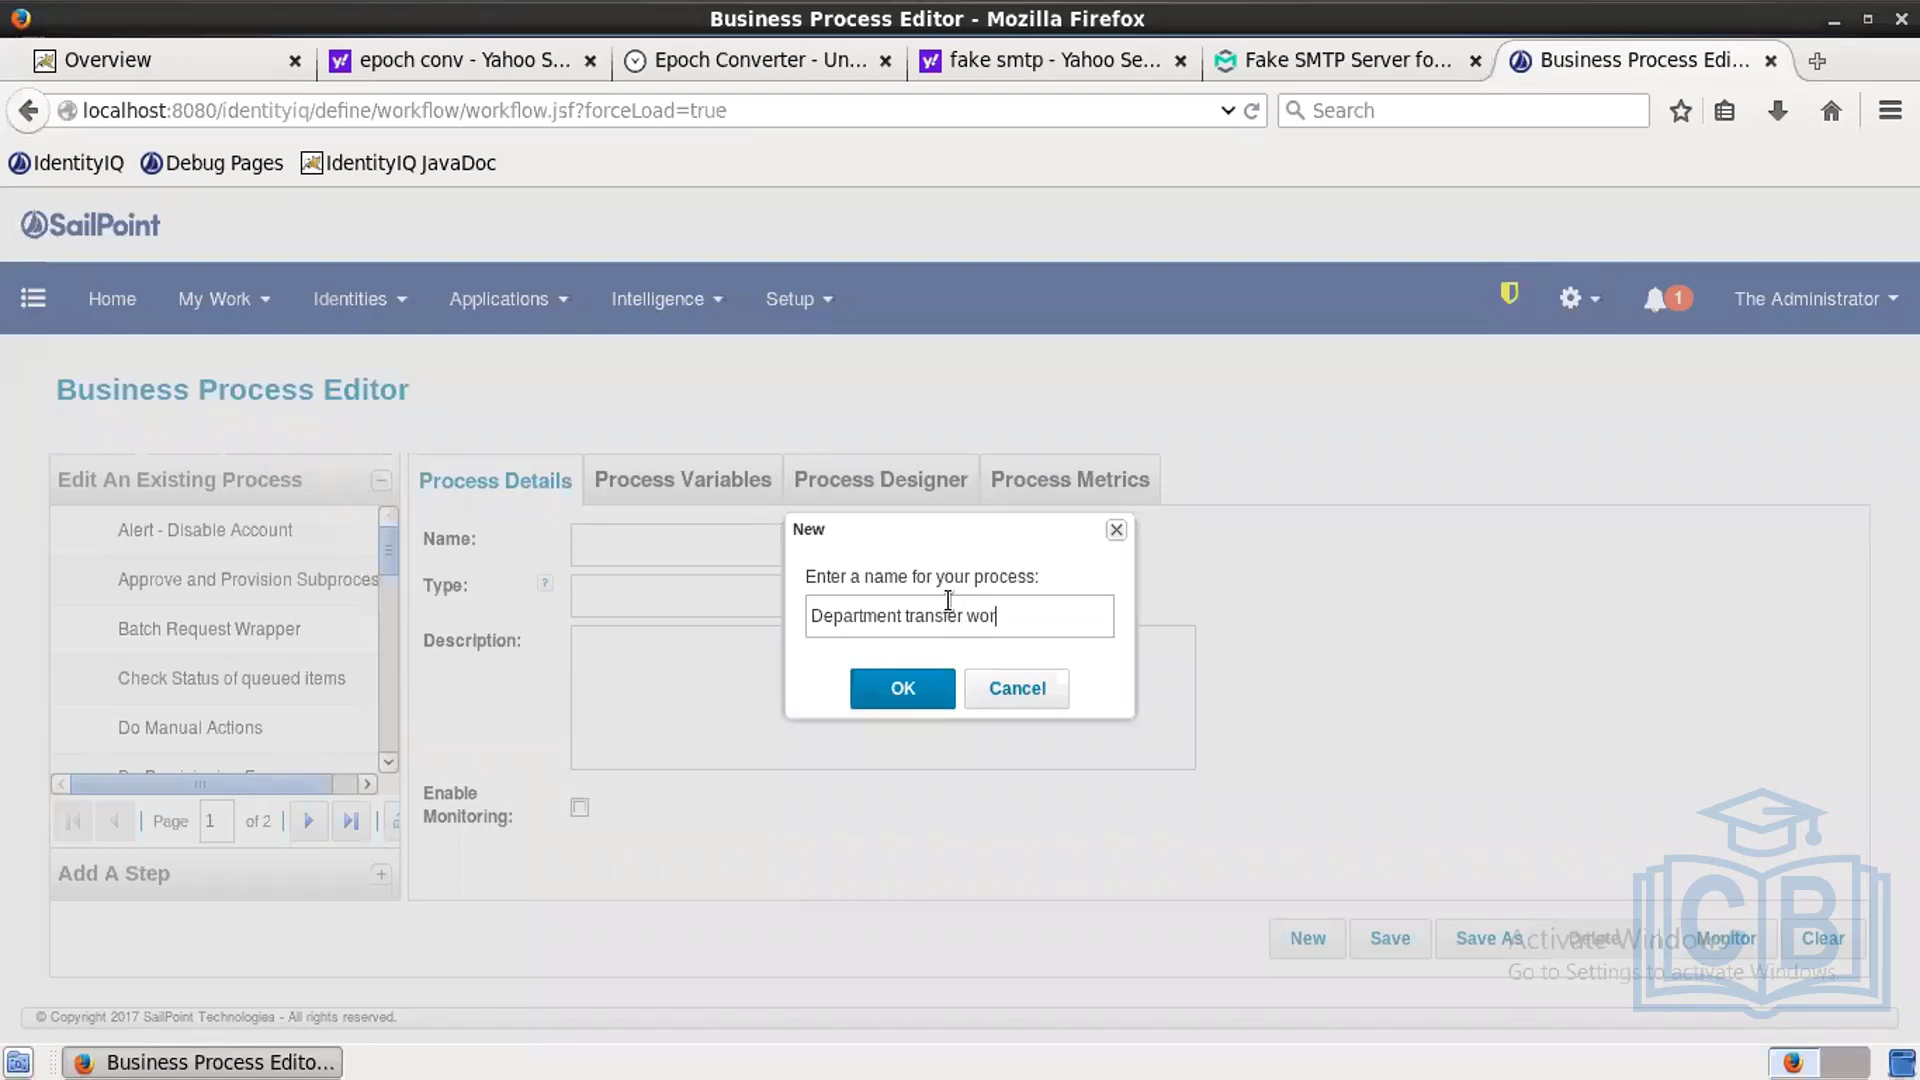 Business Process Editor - Mozilla Firefox
Overview
epoch conv - Yahoo S...
Epoch Converter - Un...
fake smtp - Yahoo Se...
Fake SMTP Server fo...
Business Process Edi...
localhost:8080/identityiq/define/workflow/workflow.jsf?forceLoad=true
Search
IdentityIQ
Debug Pages
IdentityIQ JavaDoc
SailPoint
Home
My Work
Identities
Applications
Intelligence
Setup
1
The Administrator
Business Process Editor
Edit An Existing Process
Alert - Disable Account
Approve and Provision Subproces
Batch Request Wrapper
Check Status of queued items
Do Manual Actions
Page 1 of 2
Add A Step
Process Details
Process Variables
Process Designer
Process Metrics
Name:
Type: ?
Description:
Enable
Monitoring:
New
Enter a name for your process:
Department transfer wor
OK
Cancel
New
Save
Save As
Delete
Monitor
Clear
Activate Windows
Go to Settings to activate Windows.
CB
© Copyright 2017 SailPoint Technologies - All rights reserved.
Business Process Edito...